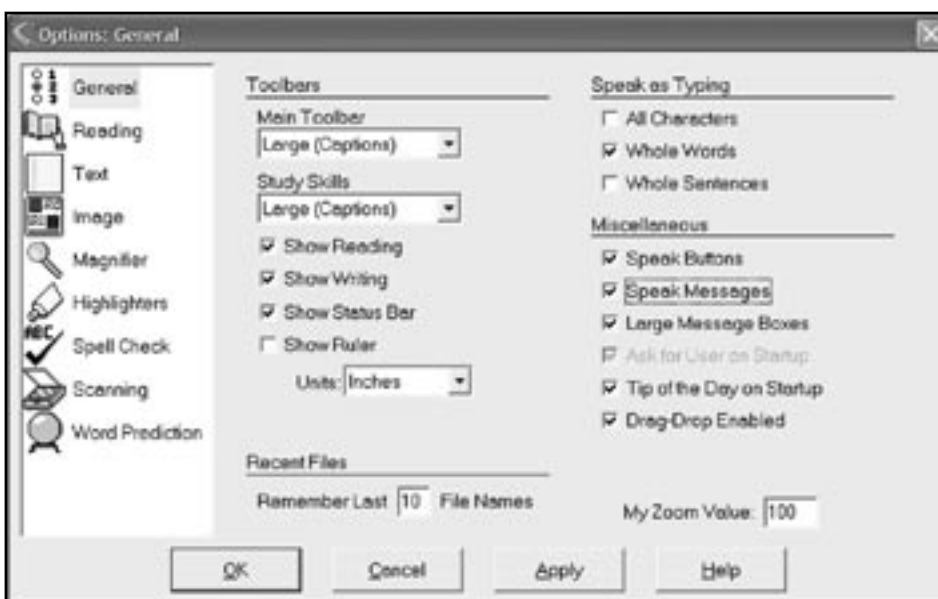 Options: General
General
Reading
Text
Image
Magnifier
Highlighters
ABC
Spell Check
Scanning
Word Prediction
Toolbars
Main Toolbar
Large (Captions)
Study Skills
Large (Captions)
Show Reading
Show Writing
Show Status Bar
Show Ruler
Units: Inches
Recent Files
Remember Last 10 File Names
Speak as Typing
All Characters
Whole Words
Whole Sentences
Miscellaneous
Speak Buttons
Speak Messages
Large Message Boxes
Ask for User on Startup
Tip of the Day on Startup
Drag-Drop Enabled
My Zoom Value: 100
OK Cancel Apply Help